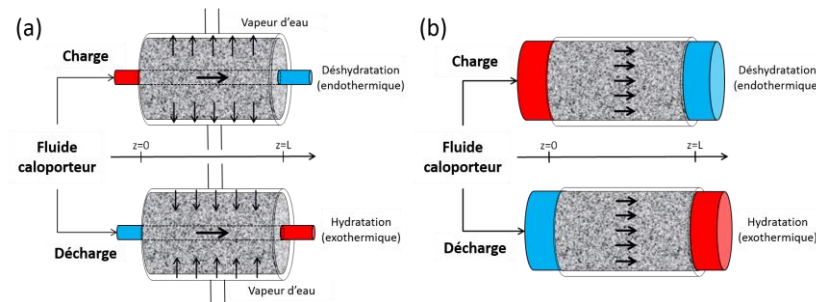 (a)
Vapeur d'eau
Charge
Déshydratation
(endothermique)
Fluide
caloporteur
z=0
z=L
Hydratation
(exothermique)
Décharge
Vapeur d'eau
(b)
Charge
Déshydratation
(endothermique)
Fluide
caloporteur
z=0
z=L
Hydratation
(exothermique)
Décharge